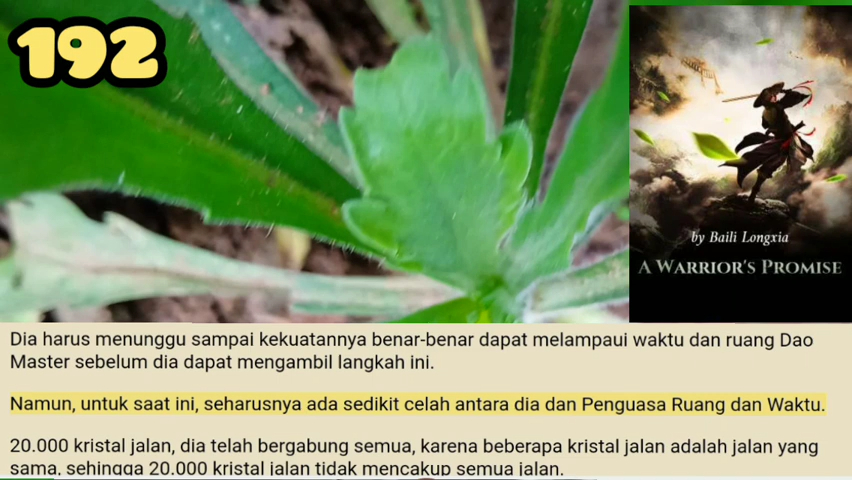 192
by Baili Longxia
A WARRIOR'S PROMISE
Dia harus menunggu sampai kekuatannya benar-benar dapat melampaui waktu dan ruang Dao
Master sebelum dia dapat mengambil langkah ini.
Namun, untuk saat ini, seharusnya ada sedikit celah antara dia dan Penguasa Ruang dan Waktu.
20.000 kristal jalan, dia telah bergabung semua, karena beberapa kristal jalan adalah jalan yang
sama, sehingga 20.000 kristal jalan tidak mencakup semua jalan.